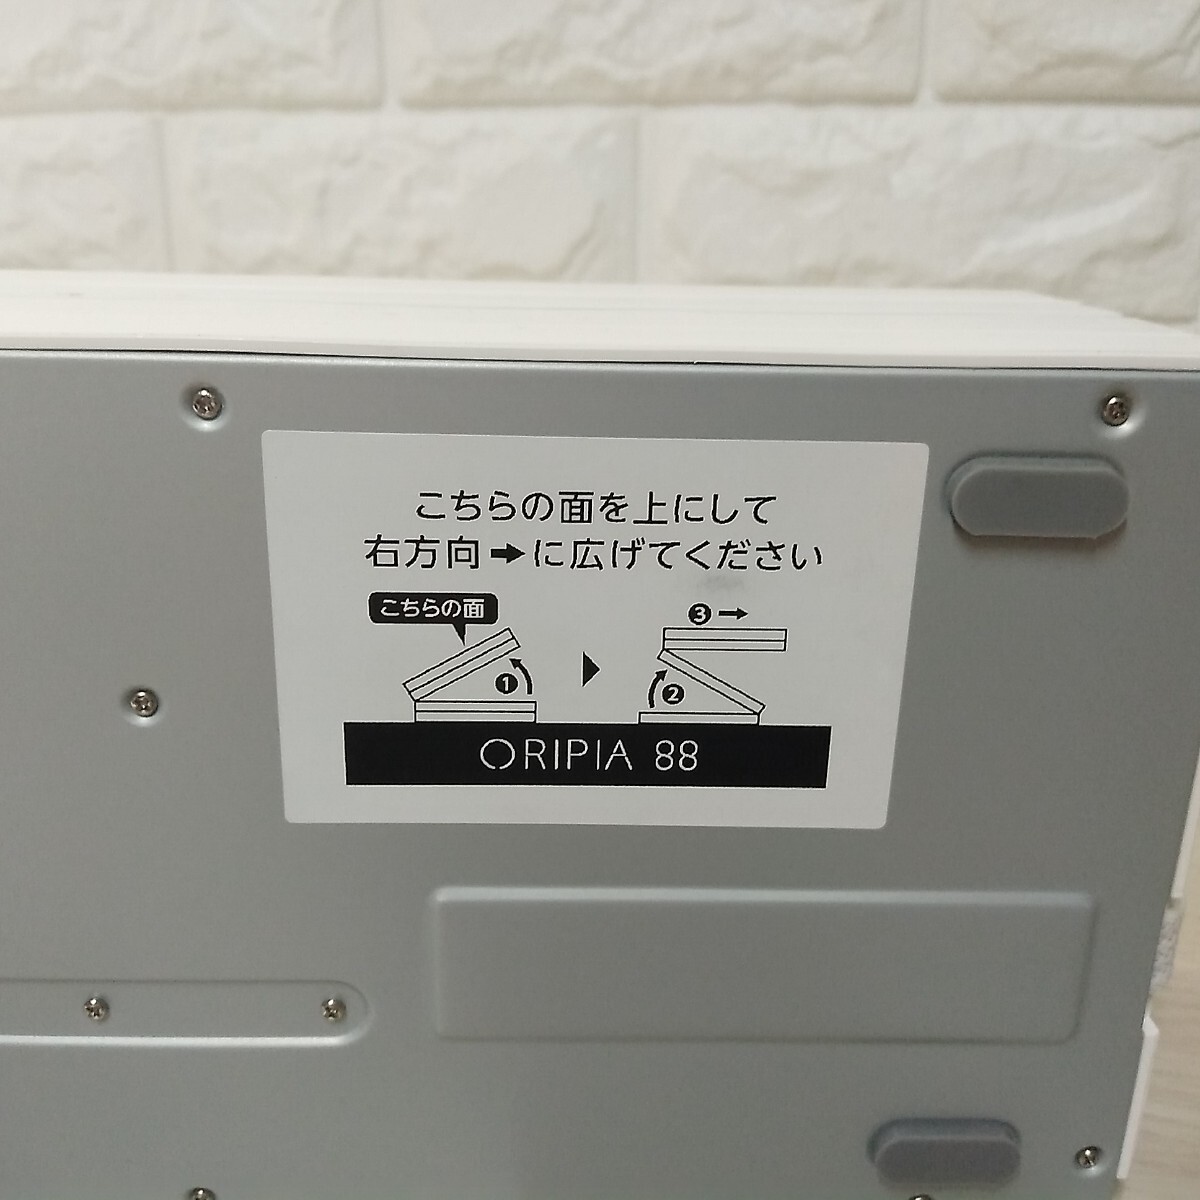 こちらの面を上にして
右方向➡に広げてください
こちらの面
❸→
❶
❷
ORIPIA 88